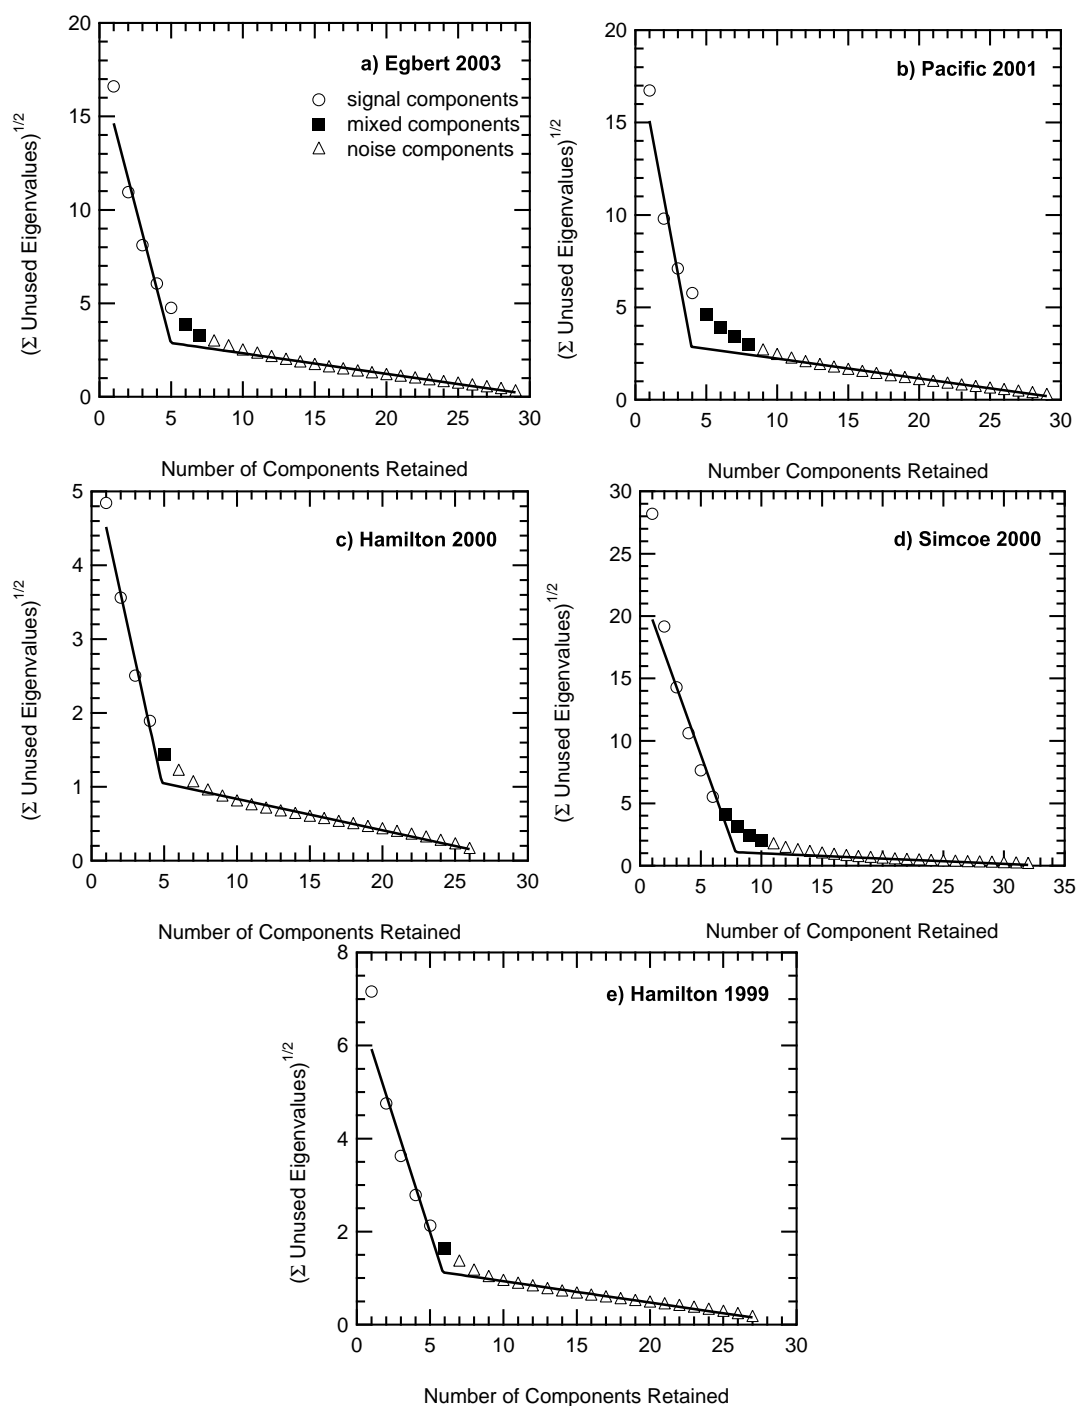 a) Egbert 2003
signal components
mixed components
noise components
(Σ Unused Eigenvalues)1/2
20
15
10
5
0
0 5 10 15 20 25 30
Number of Components Retained
b) Pacific 2001
(Σ Unused Eigenvalues)1/2
20
15
10
5
0
0 5 10 15 20 25 30
Number Components Retained
c) Hamilton 2000
(Σ Unused Eigenvalues)1/2
5
4
3
2
1
0
0 5 10 15 20 25 30
Number of Components Retained
d) Simcoe 2000
(Σ Unused Eigenvalues)1/2
30
25
20
15
10
5
0
0 5 10 15 20 25 30 35
Number of Component Retained
e) Hamilton 1999
(Σ Unused Eigenvalues)1/2
8
6
4
2
0
0 5 10 15 20 25 30
Number of Components Retained